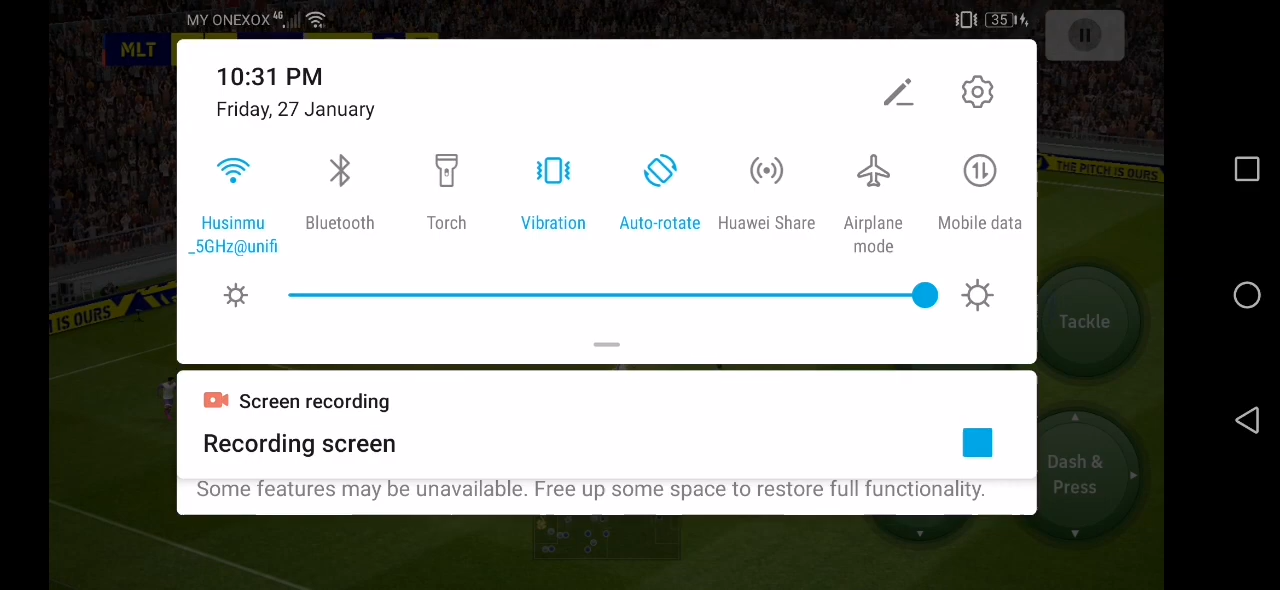 MY ONEXOX 4G
35
MLT
10:31 PM
Friday, 27 January
Husinmu
_5GHz@unifi
Bluetooth
Torch
Vibration
Auto-rotate
Huawei Share
Airplane
mode
Mobile data
THE PITCH IS OURS
IS OURS
Tackle
Screen recording
Recording screen
Dash &
Press
Some features may be unavailable. Free up some space to restore full functionality.